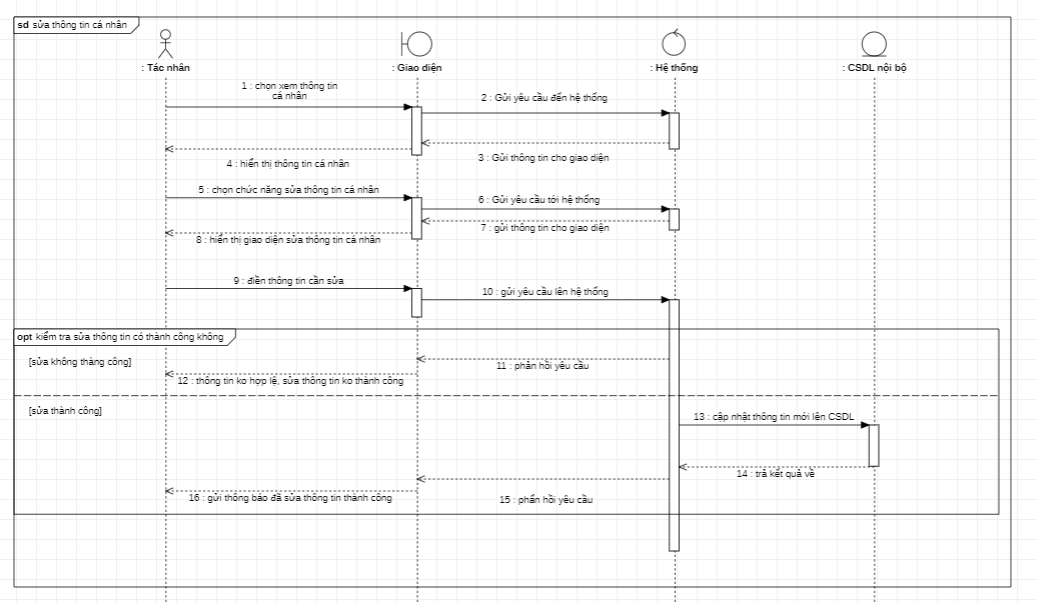 sd sửa thông tin cá nhân
: Tác nhân
: Giao diện
: Hệ thống
: CSDL nội bộ
1 : chọn xem thông tin
cá nhân
2 : Gửi yêu cầu đến hệ thống
3 : Gửi thông tin cho giao diện
4 : hiển thị thông tin cá nhân
5 : chọn chức năng sửa thông tin cá nhân
6 : Gửi yêu cầu tới hệ thống
7 : gửi thông tin cho giao diện
8 : hiển thị giao diện sửa thông tin cá nhân
9 : điền thông tin cần sửa
10 : gửi yêu cầu lên hệ thống
opt kiểm tra sửa thông tin có thành công không
[sửa không thàng công]
11 : phản hồi yêu cầu
12 : thông tin ko hợp lệ, sửa thông tin ko thành công
[sửa thành công]
13 : cập nhật thông tin mới lên CSDL
14 : trả kết quả về
15 : phản hồi yêu cầu
16 : gửi thông báo đã sửa thông tin thành công